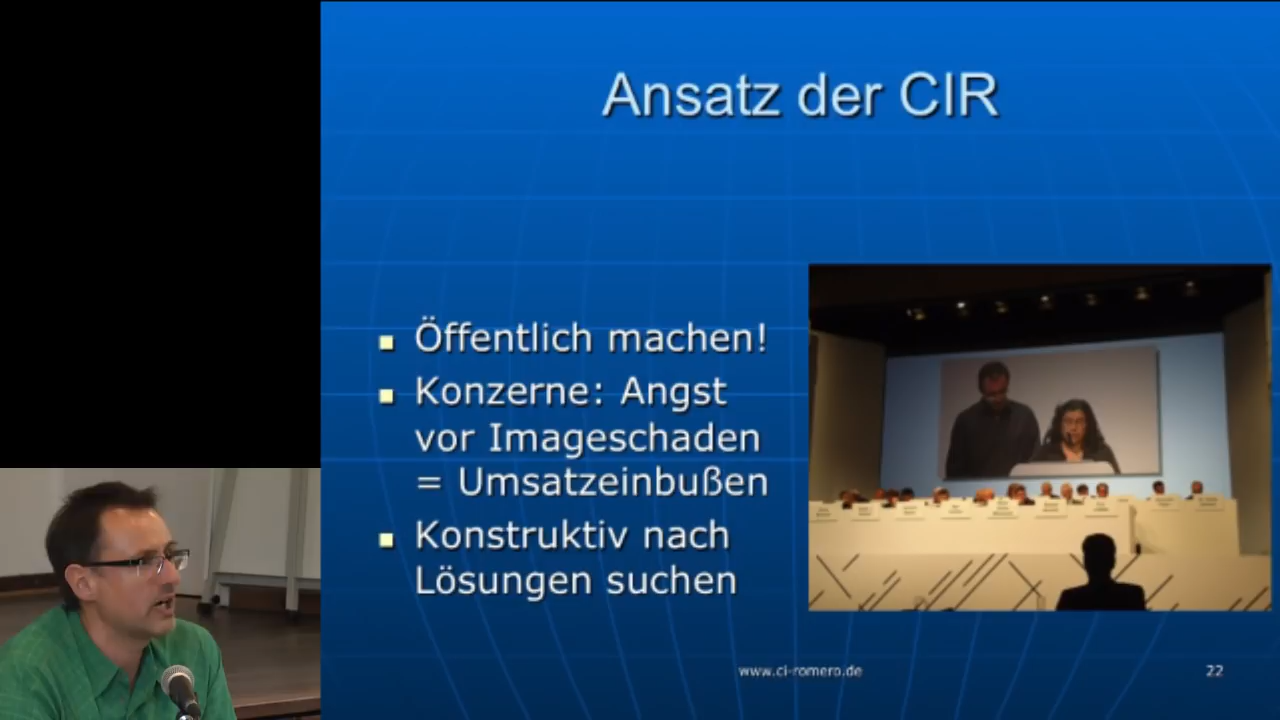 Ansatz der CIR
Öffentlich machen!
Konzerne: Angst
vor Imageschaden
= Umsatzeinbußen
Konstruktiv nach
Lösungen suchen
www.ci-romero.de
22